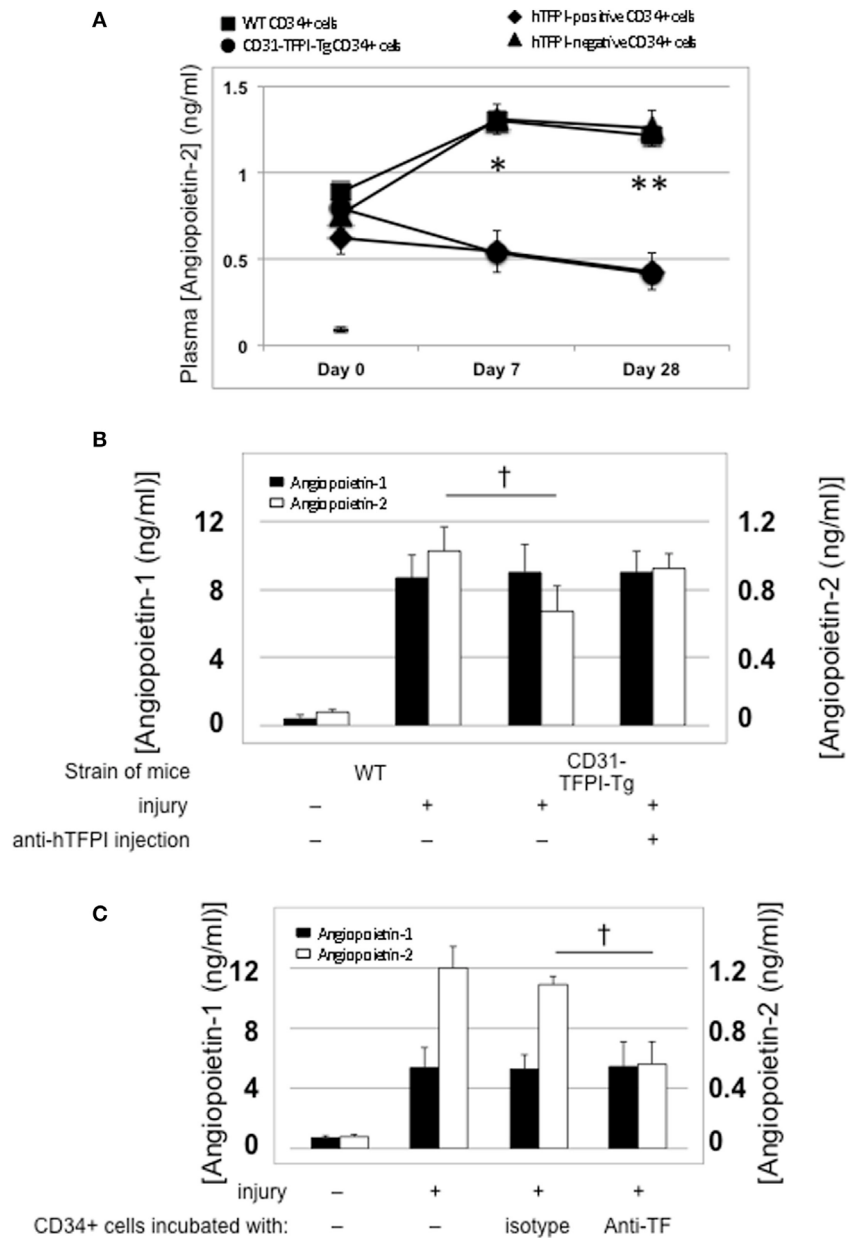 A
WT CD34+ cells
CD31-TFPI-Tg CD34+ cells
hTFPI-positive CD34+ cells
hTFPI-negative CD34+ cells
Plasma [Angiopoietin-2] (ng/ml)
1.5
1
0.5
0
*
**
Day 0 Day 7 Day 28
B
Angiopoietin-1
Angiopoietin-2
†
[Angiopoietin-1 (ng/ml)]
12
8
4
0
[Angiopoietin-2 (ng/ml)]
1.2
0.8
0.4
0
Strain of mice WT CD31-
TFPI-Tg
injury – + + +
anti-hTFPI injection – – – +
C
Angiopoietin-1
Angiopoietin-2
†
[Angiopoietin-1 (ng/ml)]
12
8
4
0
[Angiopoietin-2 (ng/ml)]
1.2
0.8
0.4
0
injury – + + +
CD34+ cells incubated with: – – isotype Anti-TF